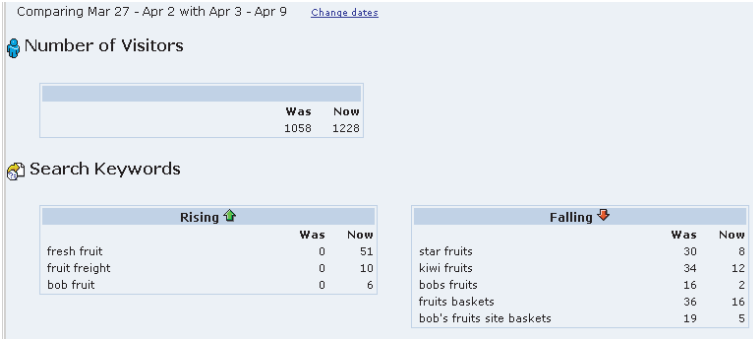 Comparing Mar 27 - Apr 2 with Apr 3 - Apr 9 Change dates
Number of Visitors
Was Now
1058 1228
Search Keywords
Rising
Was Now
fresh fruit 0 51
fruit freight 0 10
bob fruit 0 6
Falling
Was Now
star fruits 30 8
kiwi fruits 34 12
bobs fruits 16 2
fruits baskets 36 16
bob's fruits site baskets 19 5